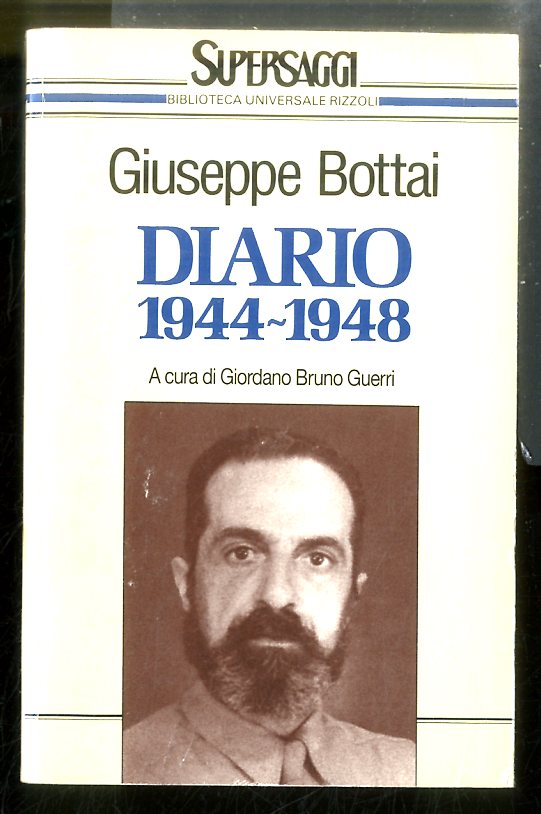 SUPERSAGGI
BIBLIOTECA UNIVERSALE RIZZOLI
Giuseppe Bottai
DIARIO
1944~1948
A cura di Giordano Bruno Guerri